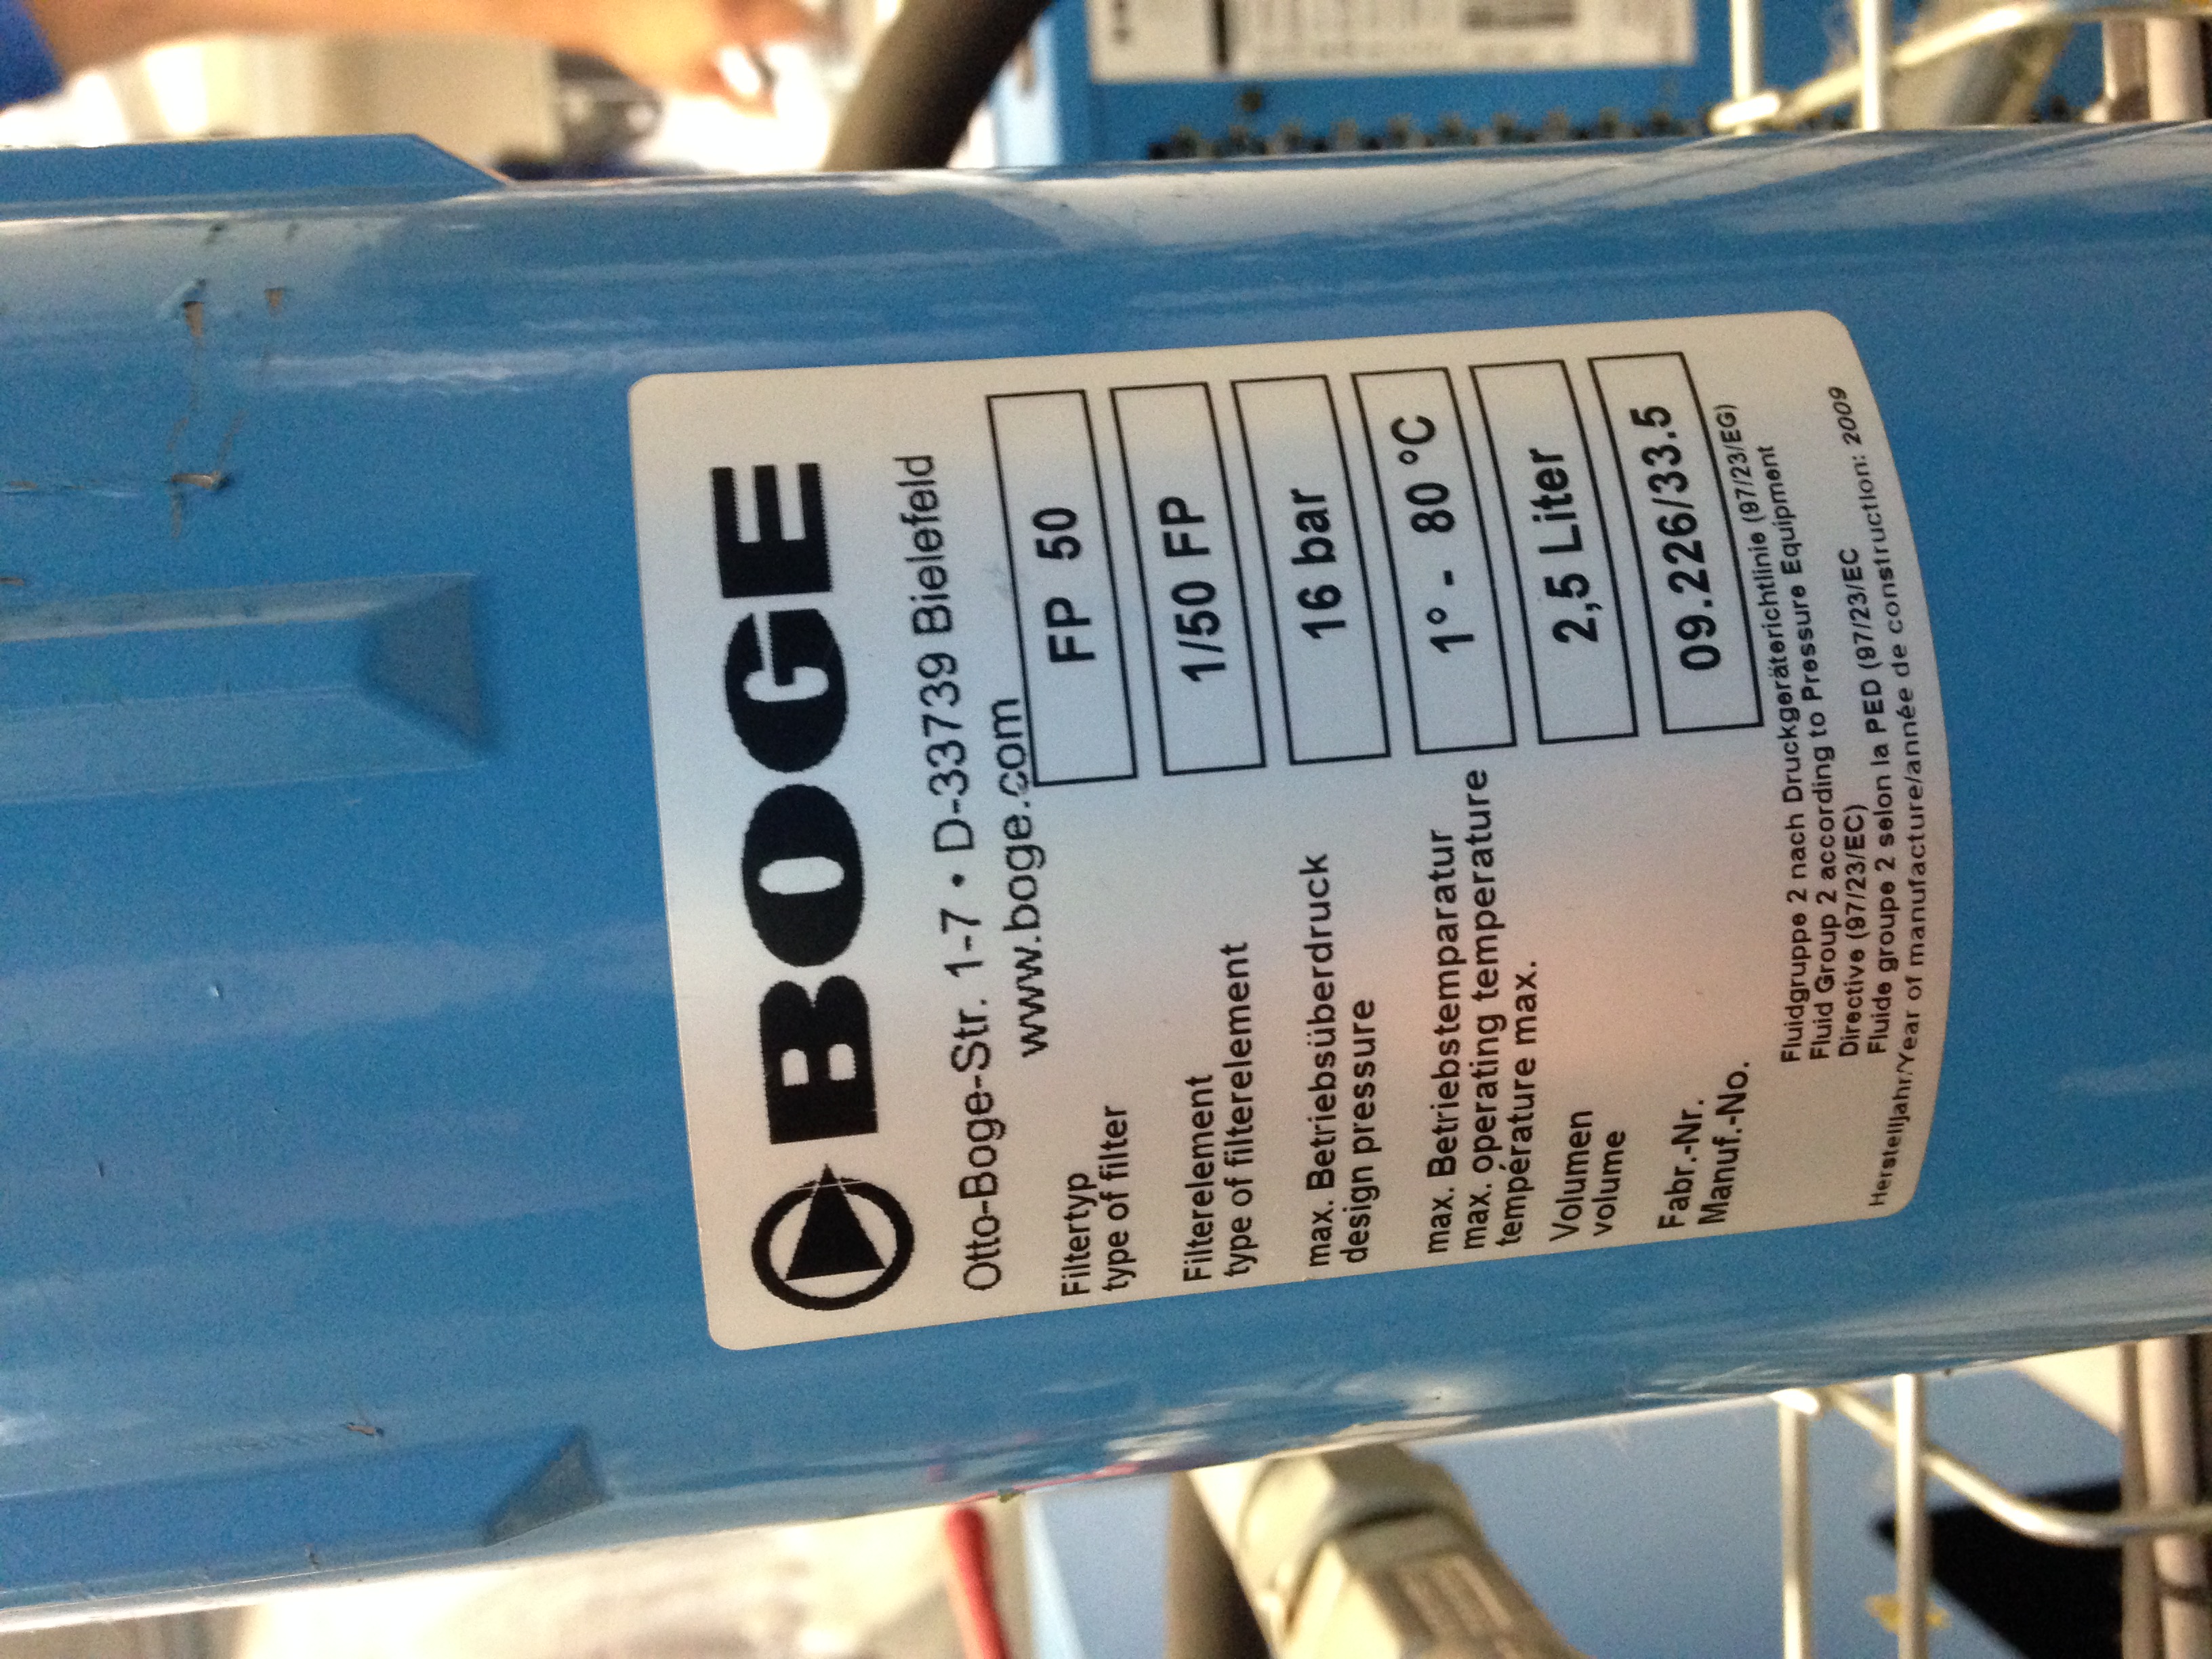 BOGE
Otto-Boge-Str. 1-7 • D-33739 Bielefeld
www.boge.com
Filtertyp
type of filter
FP 50
Filterelement
type of filterelement
1/50 FP
max. Betriebsüberdruck
design pressure
16 bar
max. Betriebstemparatur
max. operating temperature
température max.
1° - 80 °C
Volumen
volume
2,5 Liter
Fabr.-Nr.
Manuf.-No.
09.226/33.5
Fluidgruppe 2 nach Druckgeräterichtlinie (97/23/EG)
Fluid Group 2 according to Pressure Equipment
Directive (97/23/EC)
Fluide groupe 2 selon la PED (97/23/EC
Herstelljahr/Year of manufacture/année de construction: 2009